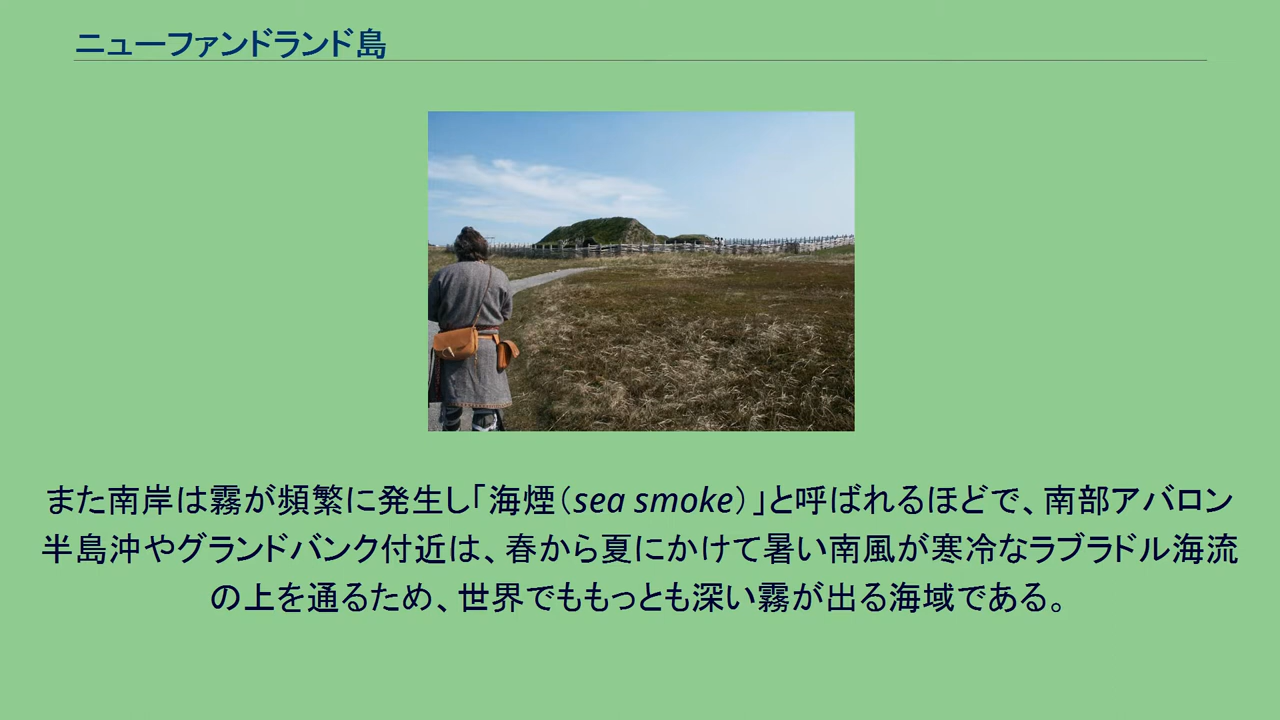 ニューファンドランド島
また南岸は霧が頻繁に発生し「海煙（sea smoke）」と呼ばれるほどで、南部アバロン
半島沖やグランドバンク付近は、春から夏にかけて暑い南風が寒冷なラブラドル海流
の上を通るため、世界でももっとも深い霧が出る海域である。